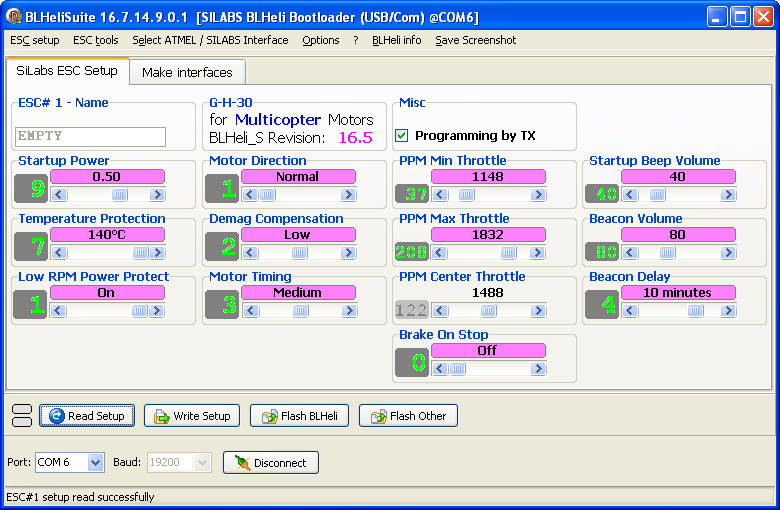 BLHeliSuite 16.7.14.9.0.1 [SILABS BLHeli Bootloader (USB/Com) @COM6]
ESC setup ESC tools Select ATMEL / SILABS Interface Options ? BLHeli info Save Screenshot
SiLabs ESC Setup Make interfaces
ESC# 1 - Name
EMPTY
G-H-30
for Multicopter Motors
BLHeli_S Revision: 16.5
Misc
Programming by TX
Startup Power
0.50
9
Motor Direction
Normal
1
PPM Min Throttle
1148
37
Startup Beep Volume
40
40
Temperature Protection
140°C
7
Demag Compensation
Low
2
PPM Max Throttle
1832
208
Beacon Volume
80
80
Low RPM Power Protect
On
1
Motor Timing
Medium
3
PPM Center Throttle
1488
122
Beacon Delay
10 minutes
4
Brake On Stop
Off
0
Read Setup Write Setup Flash BLHeli Flash Other
Port: COM 6 Baud: 19200 Disconnect
ESC#1 setup read successfully